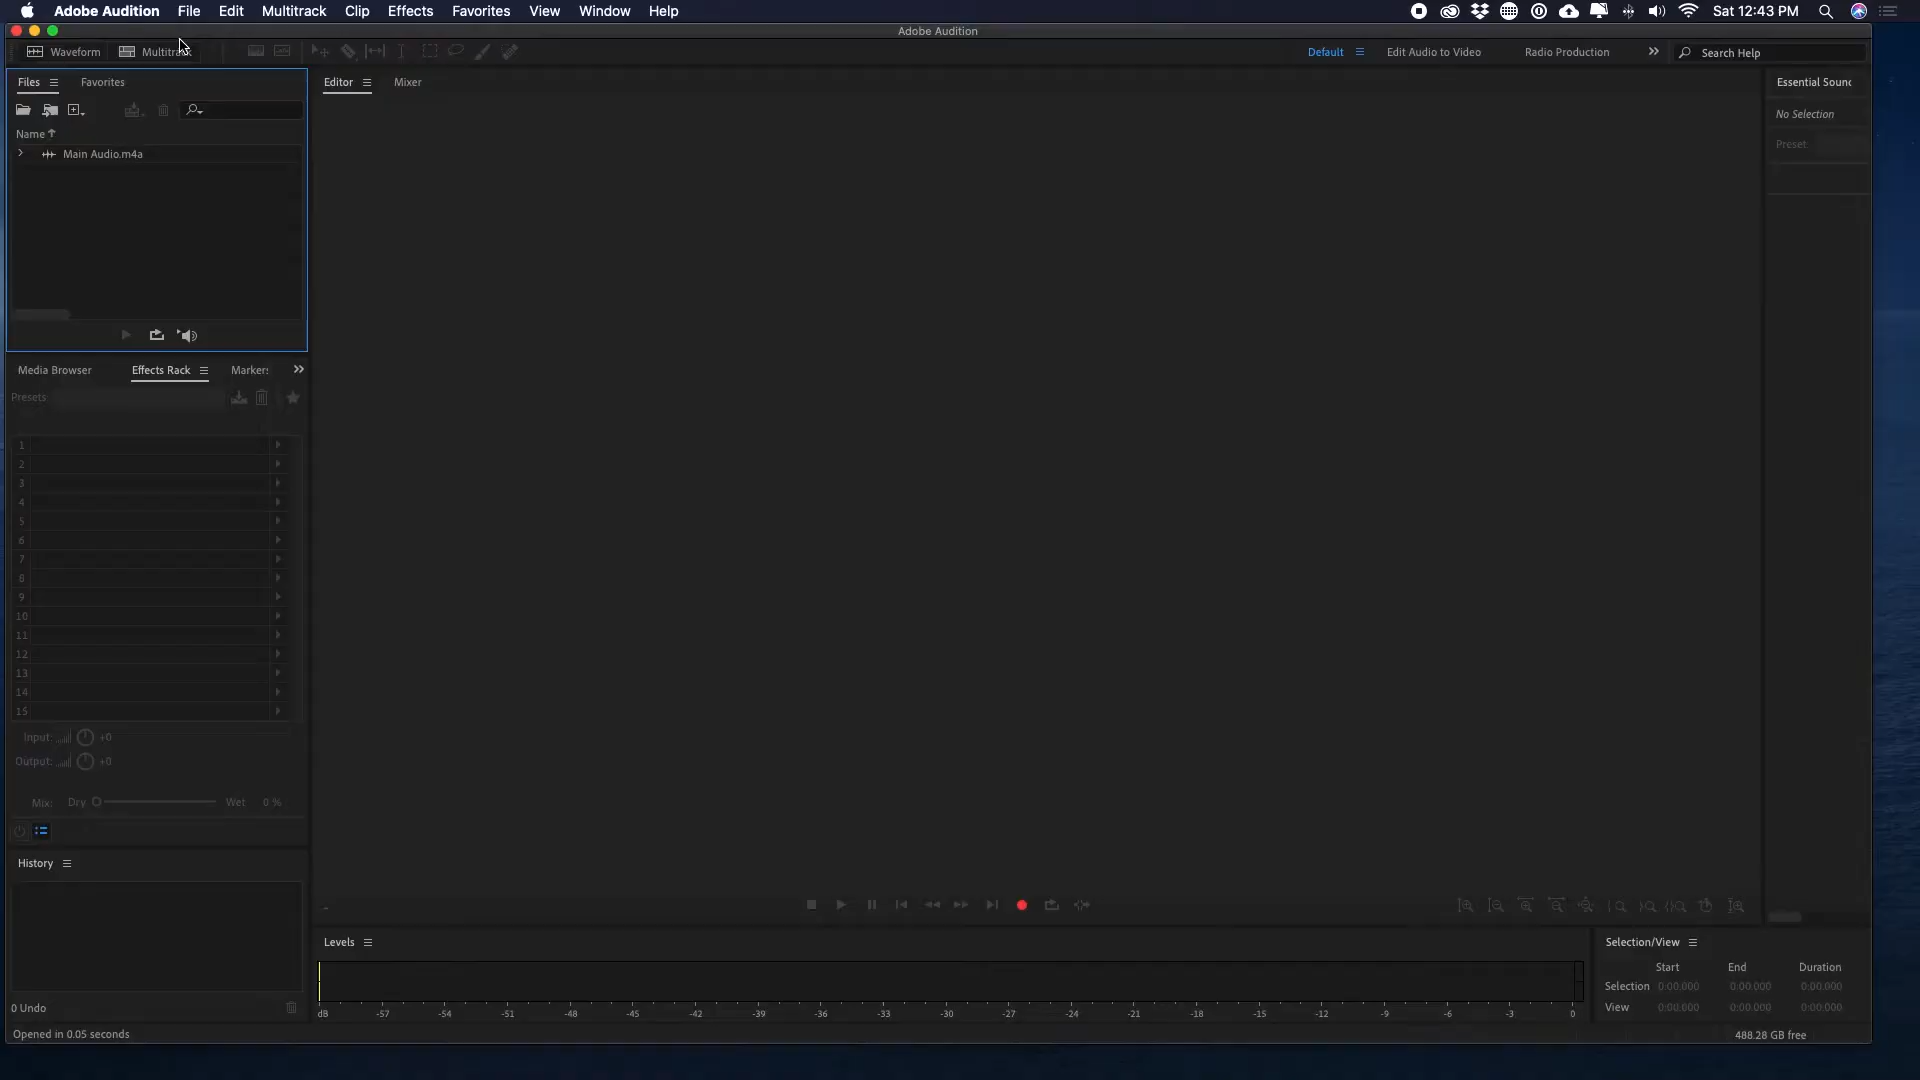 Adobe Audition File Edit Multitrack Clip Effects Favorites View Window Help Sat 12:43 PM
Adobe Audition
Waveform Multitrack Default Edit Audio to Video Radio Production Search Help
Files Favorites Editor Mixer Essential Sound
No Selection
Name
Preset:
Main Audio.m4a
Media Browser Effects Rack Markers
Presets:
1
2
3
4
5
6
7
8
9
10
11
12
13
14
15
Input: +0
Output: +0
Mix: Dry Wet 0 %
History
Levels
Selection/View
Start End Duration
Selection 0:00.000 0:00.000 0:00.000
View 0:00.000 0:00.000 0:00.000
0 Undo
dB -57 -54 -51 -48 -45 -42 -39 -36 -33 -30 -27 -24 -21 -18 -15 -12 -9 -6 -3 0
Opened in 0.05 seconds
488.28 GB free